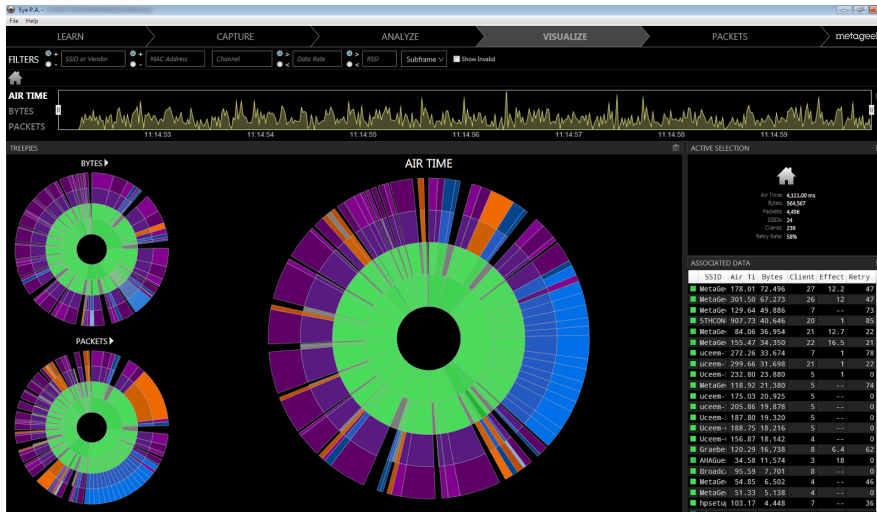 Eye P.A. -
File Help
LEARN CAPTURE ANALYZE VISUALIZE PACKETS metageek
FILTERS + - SSID or Vendor + - MAC Address Channel > < Data Rate > < RSSI Subframe Show Invalid
AIR TIME
BYTES
PACKETS
11:14:53 11:14:54 11:14:55 11:14:56 11:14:57 11:14:58 11:14:59
TREEPIES
BYTES
AIR TIME
PACKETS
ACTIVE SELECTION
Air Time: 4,111.00 ms
Bytes: 564,567
Packets: 4,496
SSIDs: 24
Clients: 239
Retry Rate: 58%
ASSOCIATED DATA
SSID Air Ti Bytes Client Effect Retry
MetaGe 178.01 72,496 27 12.2 47
MetaGe 301.50 67,273 26 12 47
MetaGe 129.64 49,886 7 -- 73
5THCON 907.73 40,646 20 1 85
MetaGe 84.06 36,954 21 12.7 22
MetaGe 155.47 34,350 22 16.5 21
uceem- 272.26 33,674 7 1 78
uceem- 299.66 31,698 21 1 22
Uceem- 232.80 23,880 5 1 0
MetaGe 118.92 21,380 5 -- 74
uceem- 175.03 20,925 5 -- 0
uceem- 205.86 19,878 5 -- 0
Uceem- 187.80 19,320 5 -- 0
Uceem- 188.75 18,216 5 -- 0
Uceem- 156.87 18,142 4 -- 0
Graebe 120.29 16,738 8 6.4 62
AHAGue 34.58 11,574 3 18 0
Broadc 95.59 7,701 8 -- 0
MetaGe 54.85 6,502 4 -- 46
MetaGe 51.33 5,138 4 -- 0
hpsetu 103.17 4,448 7 -- 36